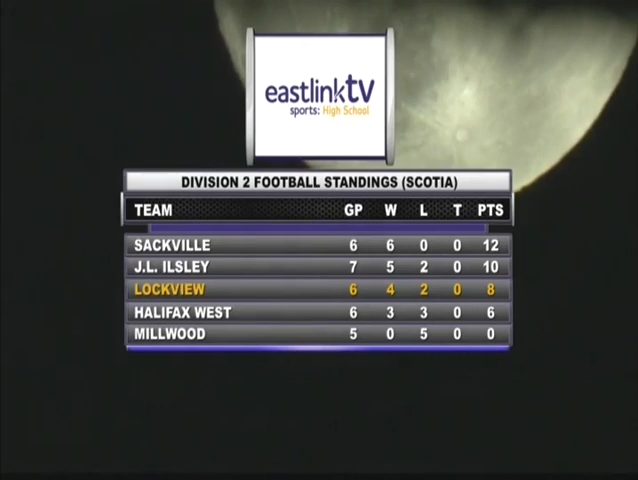 eastlinktv
sports: High School
DIVISION 2 FOOTBALL STANDINGS (SCOTIA)
TEAM GP W L T PTS
SACKVILLE 6 6 0 0 12
J.L. ILSLEY 7 5 2 0 10
LOCKVIEW 6 4 2 0 8
HALIFAX WEST 6 3 3 0 6
MILLWOOD 5 0 5 0 0